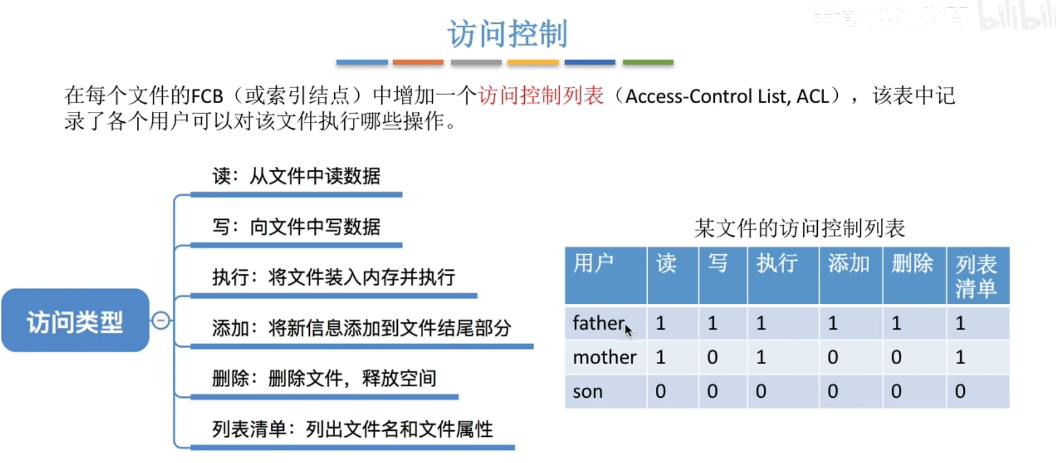 bilibili
访问控制
在每个文件的FCB（或索引结点）中增加一个访问控制列表（Access-Control List, ACL），该表中记
录了各个用户可以对该文件执行哪些操作。
访问类型
读：从文件中读数据
写：向文件中写数据
执行：将文件装入内存并执行
添加：将新信息添加到文件结尾部分
删除：删除文件，释放空间
列表清单：列出文件名和文件属性
某文件的访问控制列表
用户 读 写 执行 添加 删除 列表
清单
father 1 1 1 1 1 1
mother 1 0 1 0 0 1
son 0 0 0 0 0 0